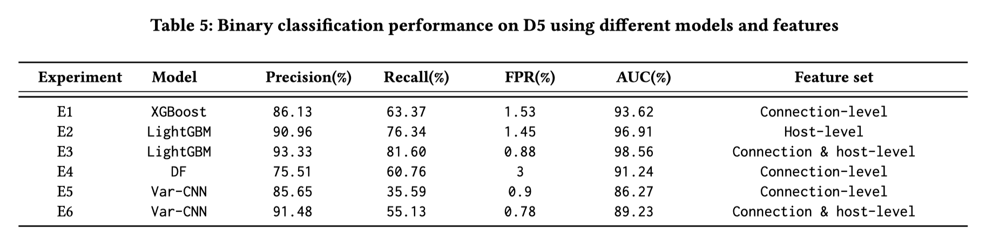 Table 5: Binary classification performance on D5 using different models and features
Experiment Model Precision(%) Recall(%) FPR(%) AUC(%) Feature set
E1 XGBoost 86.13 63.37 1.53 93.62 Connection-level
E2 LightGBM 90.96 76.34 1.45 96.91 Host-level
E3 LightGBM 93.33 81.60 0.88 98.56 Connection & host-level
E4 DF 75.51 60.76 3 91.24 Connection-level
E5 Var-CNN 85.65 35.59 0.9 86.27 Connection-level
E6 Var-CNN 91.48 55.13 0.78 89.23 Connection & host-level